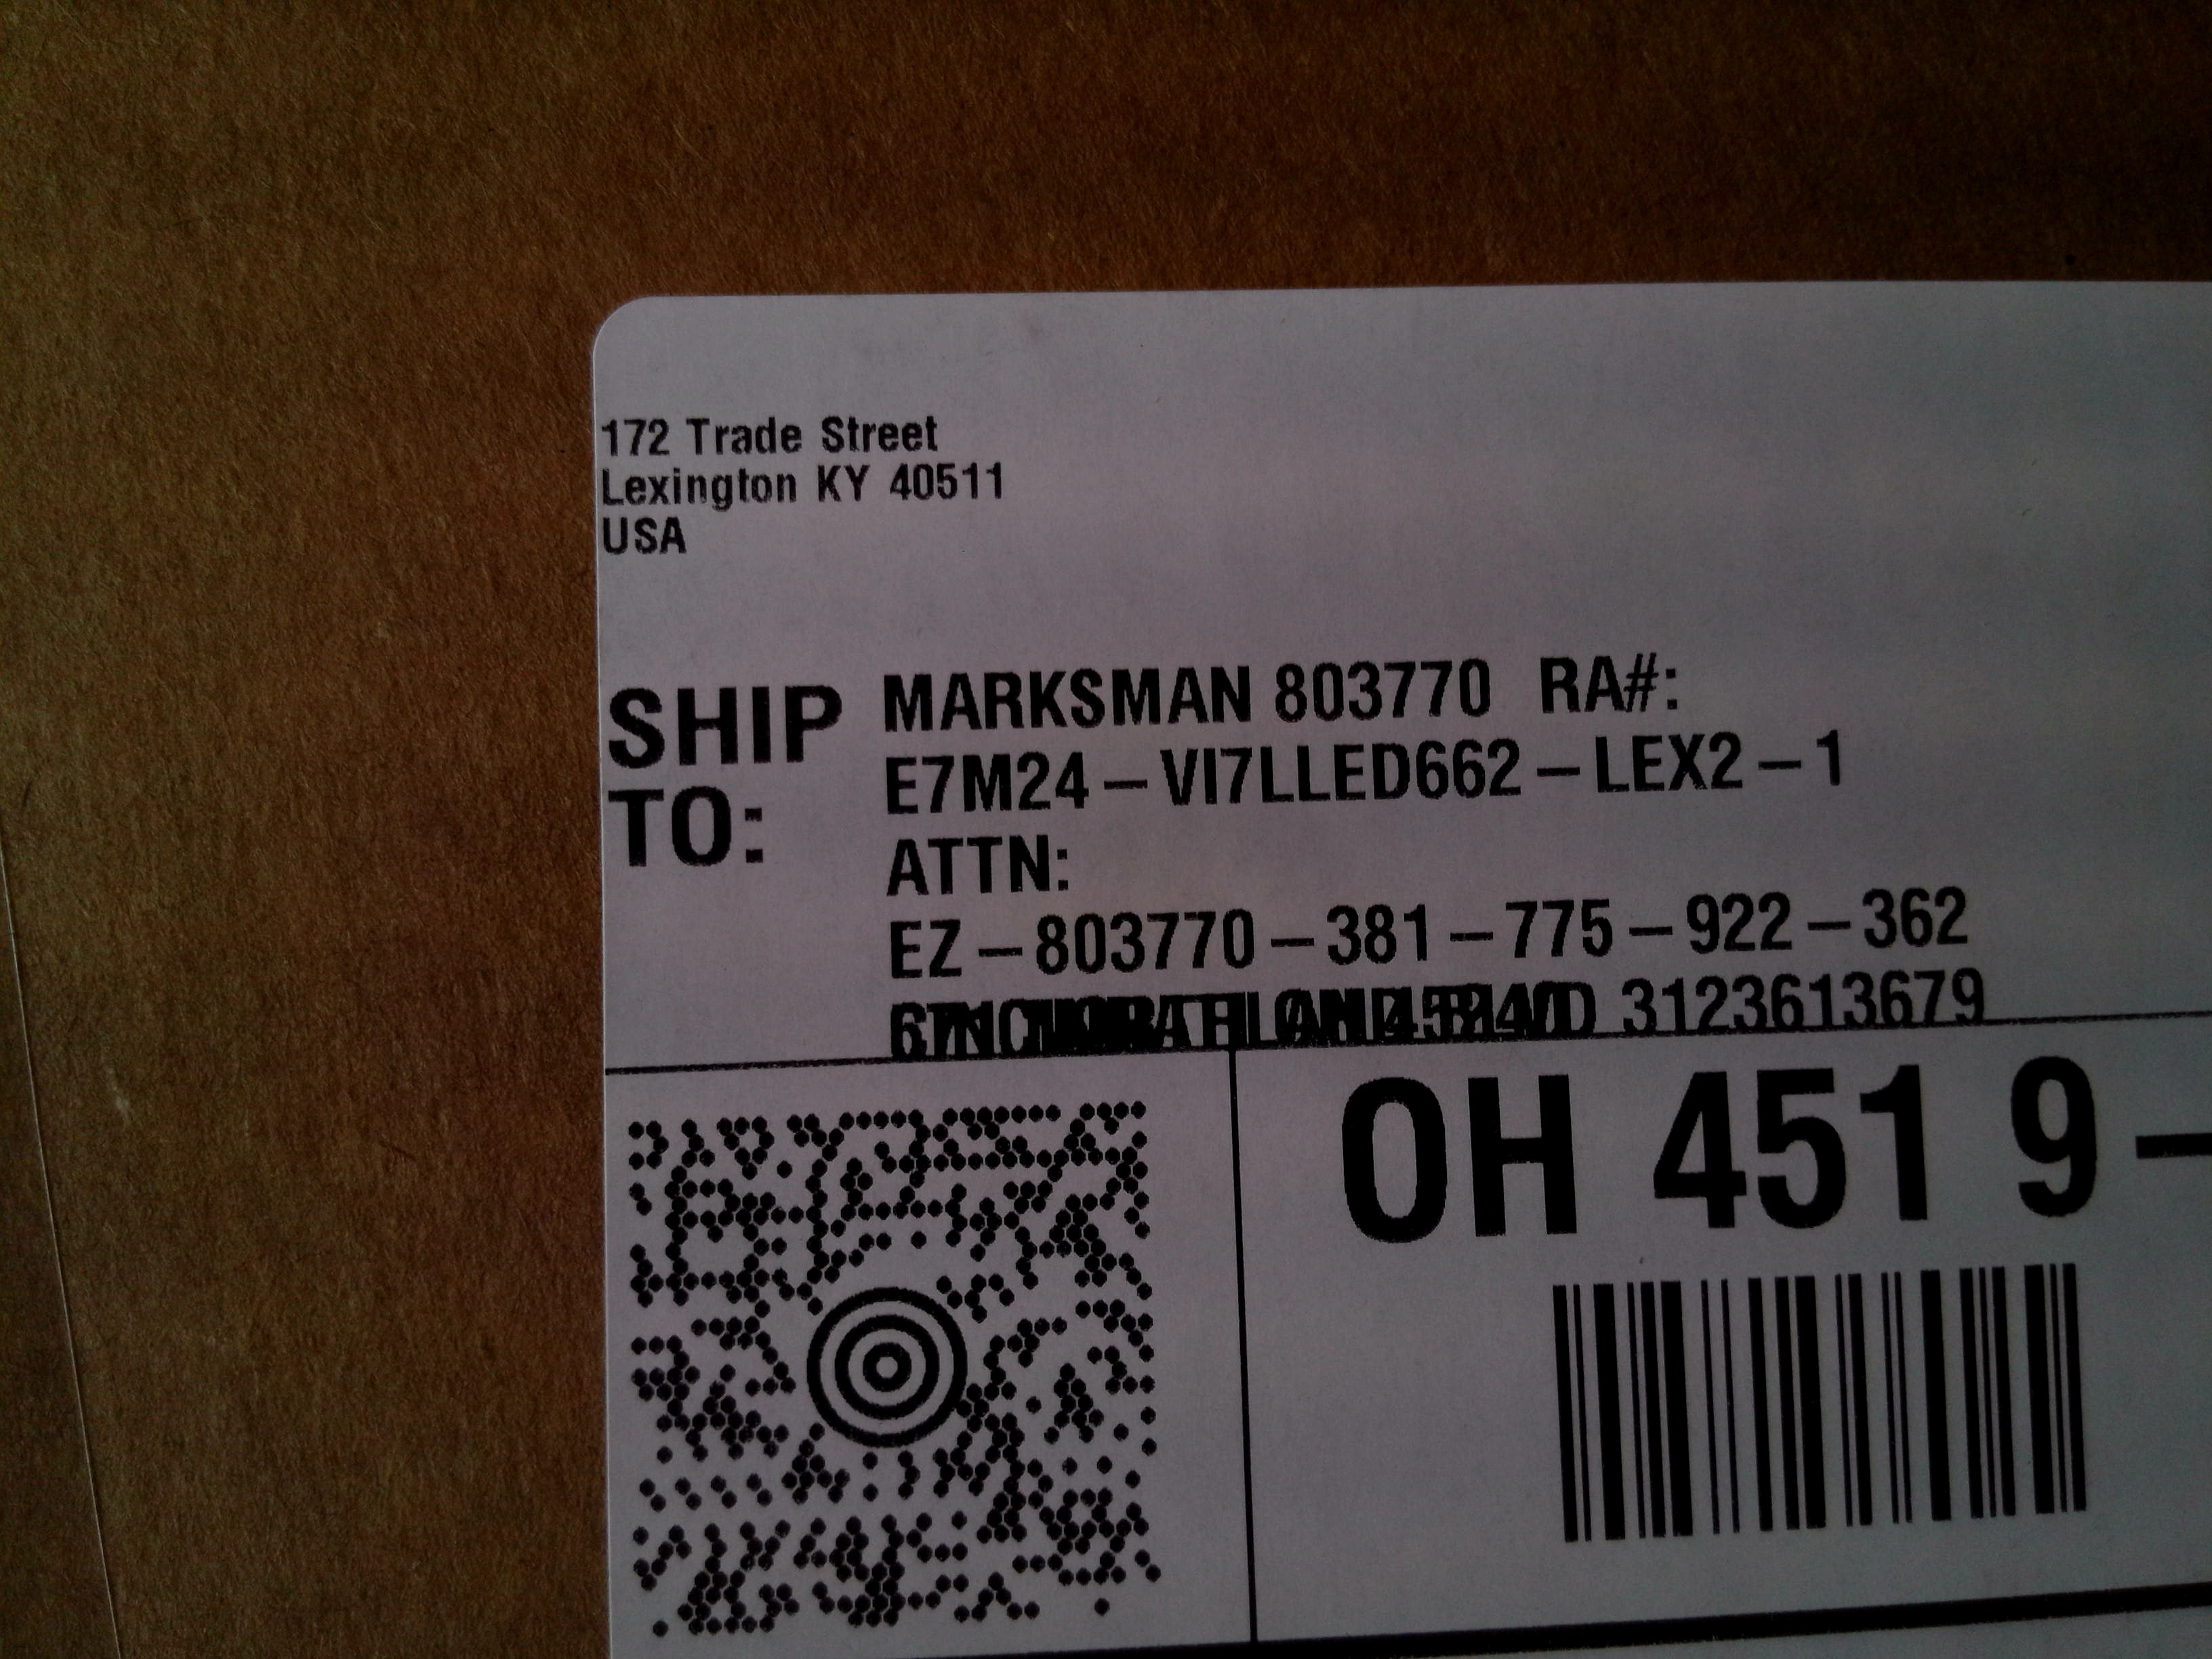 172 Trade Street
Lexington KY 40511
USA
SHIP TO:
MARKSMAN 803770 RA#:
E7M24-VI7LLED662-LEX2-1
ATTN:
EZ-803770-381-775-922-362
3123613679
OH 451 9-